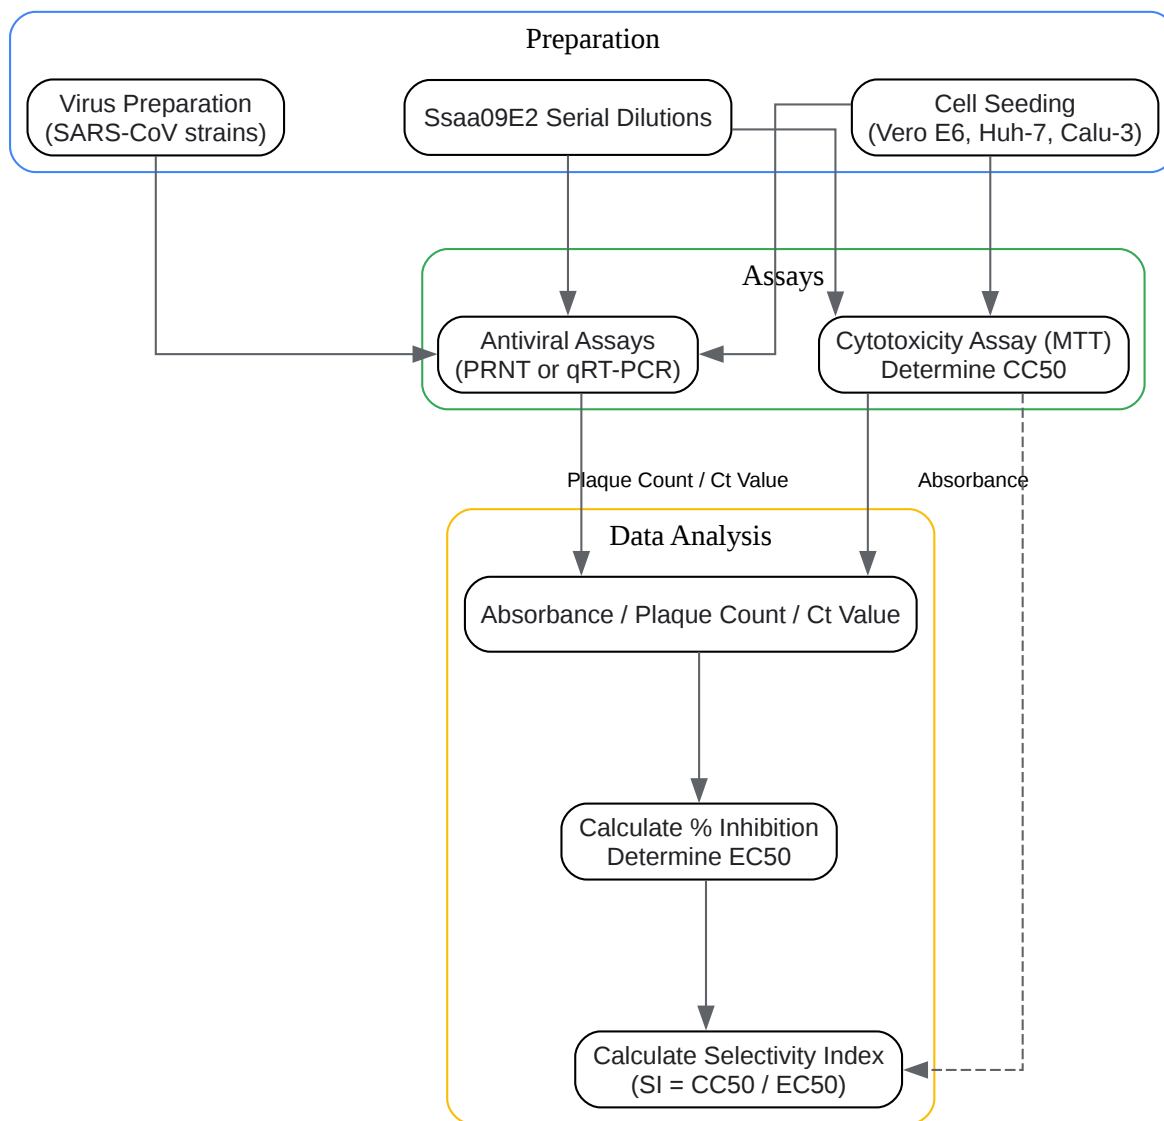 Preparation
Virus Preparation
(SARS-CoV strains)
Ssaa09E2 Serial Dilutions
Cell Seeding
(Vero E6, Huh-7, Calu-3)
Assays
Antiviral Assays
(PRNT or qRT-PCR)
Cytotoxicity Assay (MTT)
Determine CC50
Plaque Count / Ct Value
Absorbance
Data Analysis
Absorbance / Plaque Count / Ct Value
Calculate % Inhibition
Determine EC50
Calculate Selectivity Index
(SI = CC50 / EC50)